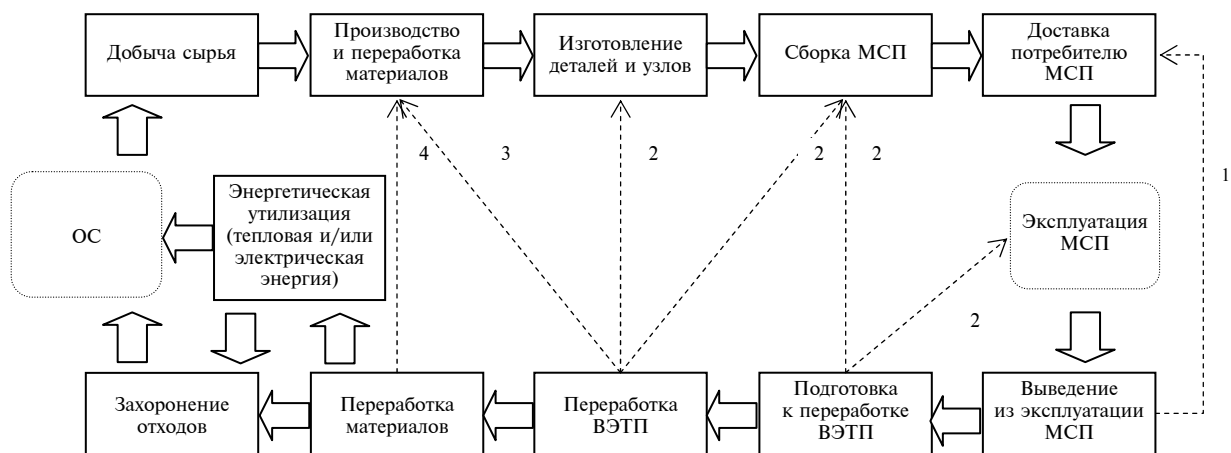 Добыча сырья
Производство
и переработка
материалов
Изготовление
деталей и узлов
Сборка МСП
Доставка
потребителю
МСП
4
3
2
2
2
1
ОС
Энергетическая
утилизация
(тепловая и/или
электрическая
энергия)
Эксплуатация
МСП
2
Захоронение
отходов
Переработка
материалов
Переработка
ВЭТП
Подготовка
к переработке
ВЭТП
Выведение
из эксплуатации
МСП